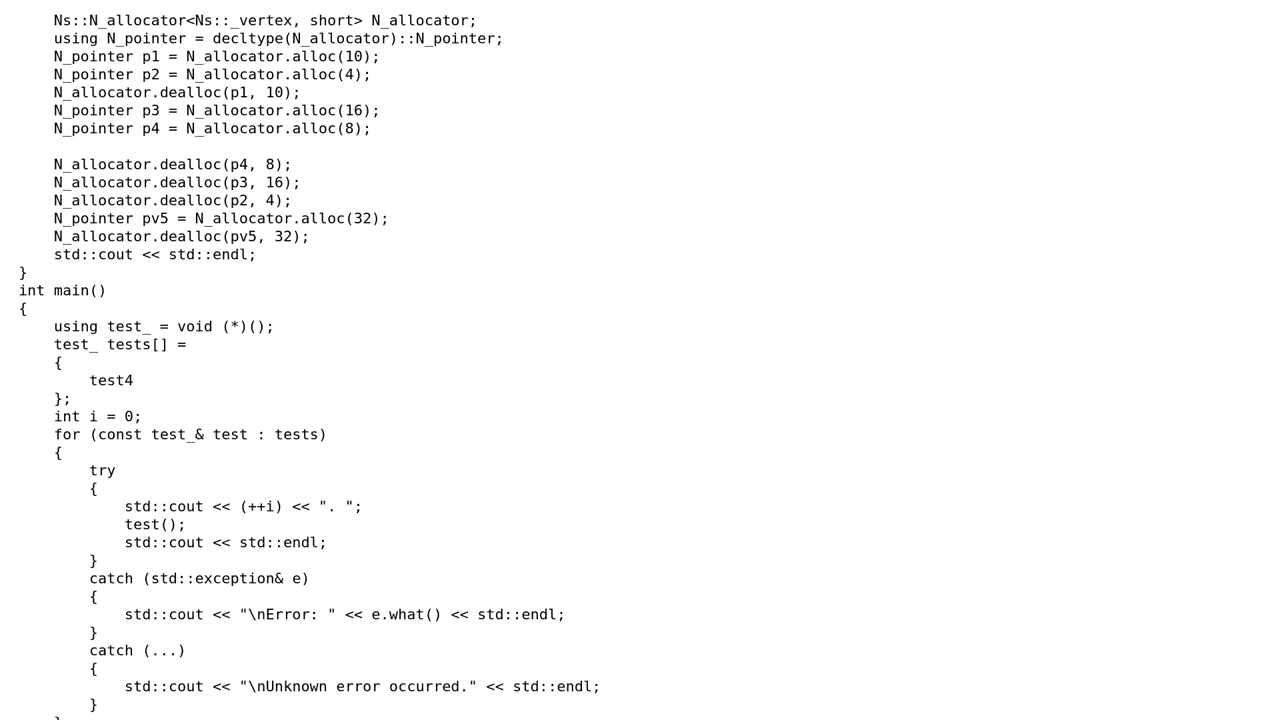 Ns::N_allocator<Ns::_vertex, short> N_allocator;
using N_pointer = decltype(N_allocator)::N_pointer;
N_pointer p1 = N_allocator.alloc(10);
N_pointer p2 = N_allocator.alloc(4);
N_allocator.dealloc(p1, 10);
N_pointer p3 = N_allocator.alloc(16);
N_pointer p4 = N_allocator.alloc(8);

N_allocator.dealloc(p4, 8);
N_allocator.dealloc(p3, 16);
N_allocator.dealloc(p2, 4);
N_pointer pv5 = N_allocator.alloc(32);
N_allocator.dealloc(pv5, 32);
std::cout << std::endl;
}
int main()
{
using test_ = void (*)();
test_ tests[] =
{
test4
};
int i = 0;
for (const test_& test : tests)
{
try
{
std::cout << (++i) << ". ";
test();
std::cout << std::endl;
}
catch (std::exception& e)
{
std::cout << "\nError: " << e.what() << std::endl;
}
catch (...)
{
std::cout << "\nUnknown error occurred." << std::endl;
}
}